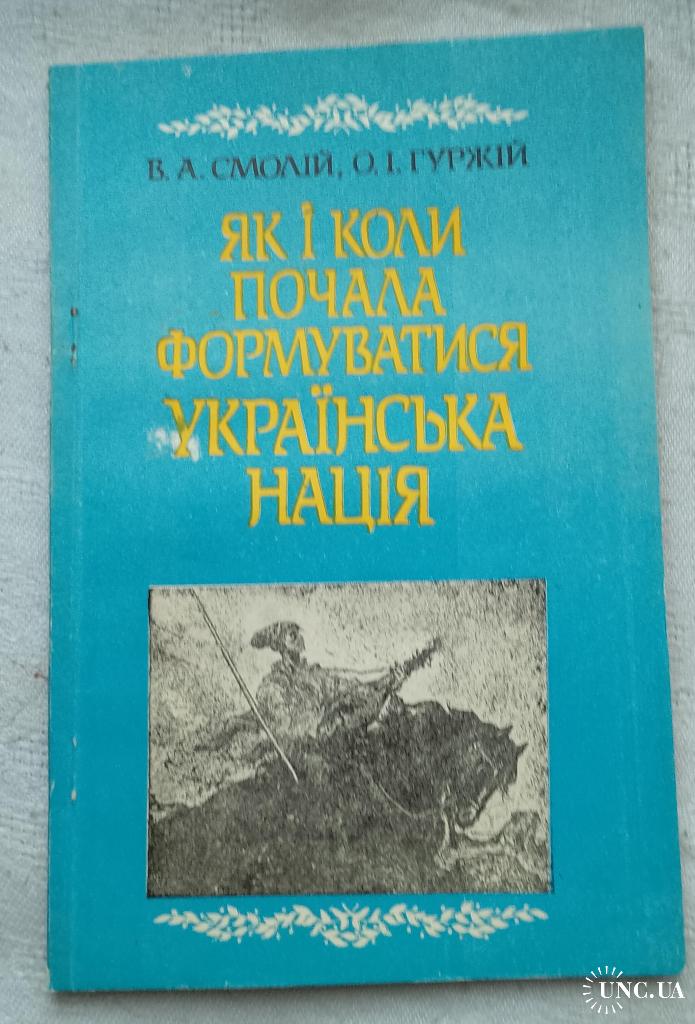 В. А. СМОЛІЙ, О. І. ГУРЖІЙ
ЯК І КОЛИ
ПОЧАЛА
ФОРМУВАТИСЯ
УКРАЇНСЬКА
НАЦІЯ
UNC.UA